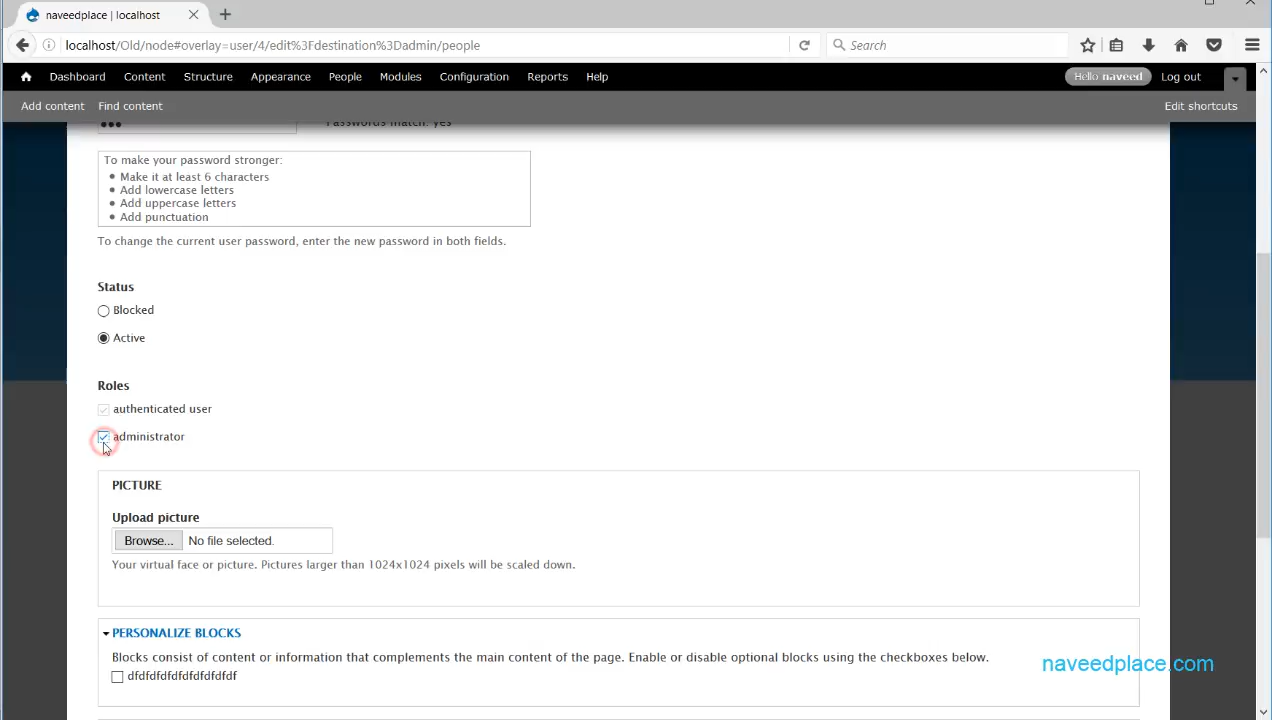 naveedplace | localhost
localhost/Old/node#overlay=user/4/edit%3Fdestination%3Dadmin/people
Search
Dashboard Content Structure Appearance People Modules Configuration Reports Help Hello naveed Log out
Add content Find content Edit shortcuts
Passwords match: yes
To make your password stronger:
Make it at least 6 characters
Add lowercase letters
Add uppercase letters
Add punctuation
To change the current user password, enter the new password in both fields.
Status
Blocked
Active
Roles
authenticated user
administrator
PICTURE
Upload picture
Browse... No file selected.
Your virtual face or picture. Pictures larger than 1024x1024 pixels will be scaled down.
PERSONALIZE BLOCKS
Blocks consist of content or information that complements the main content of the page. Enable or disable optional blocks using the checkboxes below.
dfdfdfdfdfdfdfdfdf
naveedplace.com